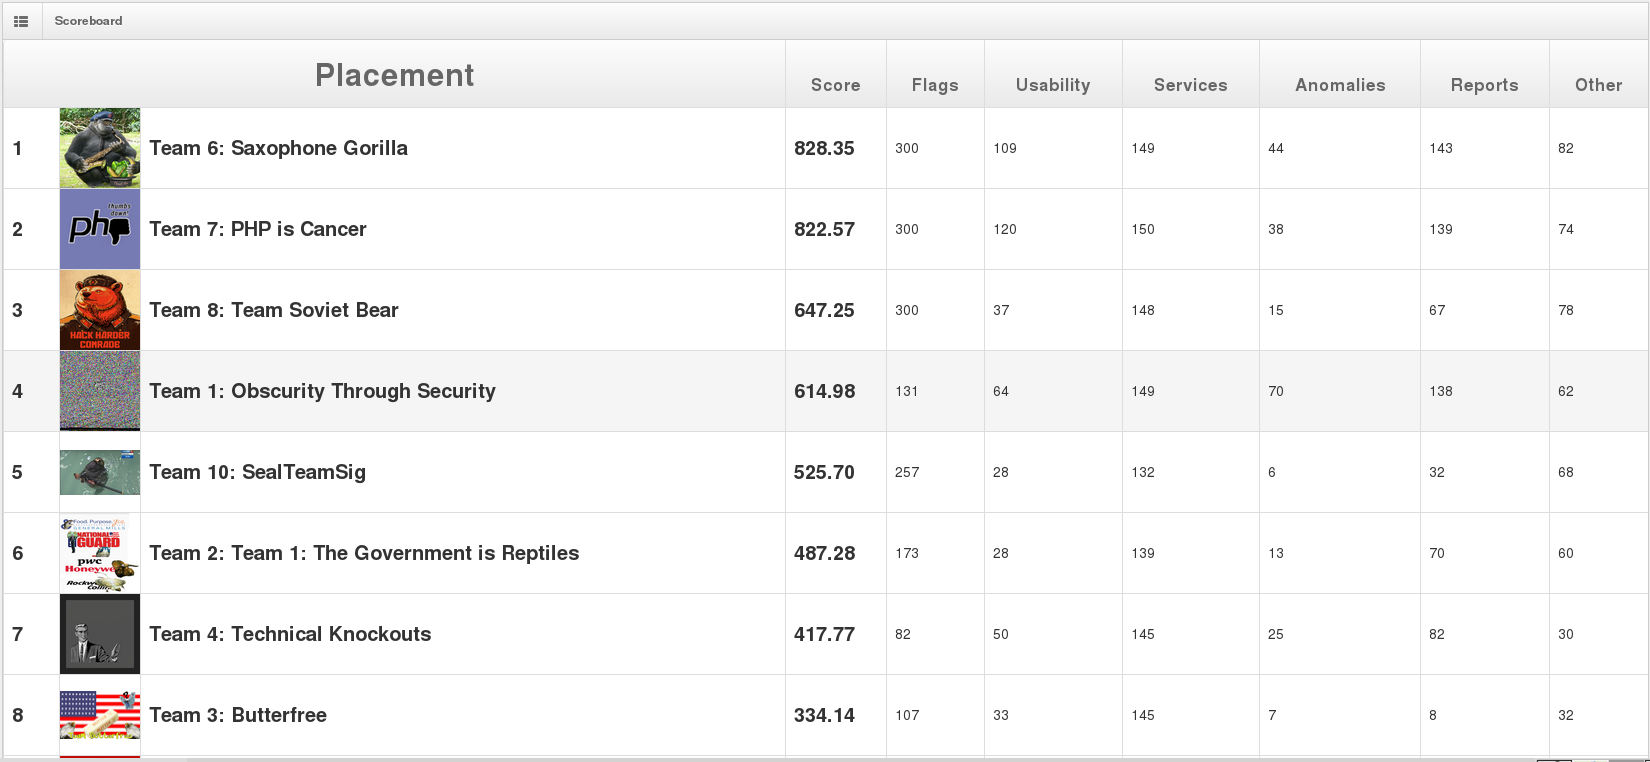 Scoreboard
Placement Score Flags Usability Services Anomalies Reports Other
1 Team 6: Saxophone Gorilla 828.35 300 109 149 44 143 82
thumbs
down!
php
2 Team 7: PHP is Cancer 822.57 300 120 150 38 139 74
3 Team 8: Team Soviet Bear 647.25 300 37 148 15 67 78
HACK HARDER
COMRADE
4 Team 1: Obscurity Through Security 614.98 131 64 149 70 138 62
5 Team 10: SealTeamSig 525.70 257 28 132 6 32 68
Food. Purpose.
GENERAL MILLS
NATIONAL
GUARD
pwc
6 Team 2: Team 1: The Government is Reptiles 487.28 173 28 139 13 70 60
7 Team 4: Technical Knockouts 417.77 82 50 145 25 82 30
8 Team 3: Butterfree 334.14 107 33 145 7 8 32